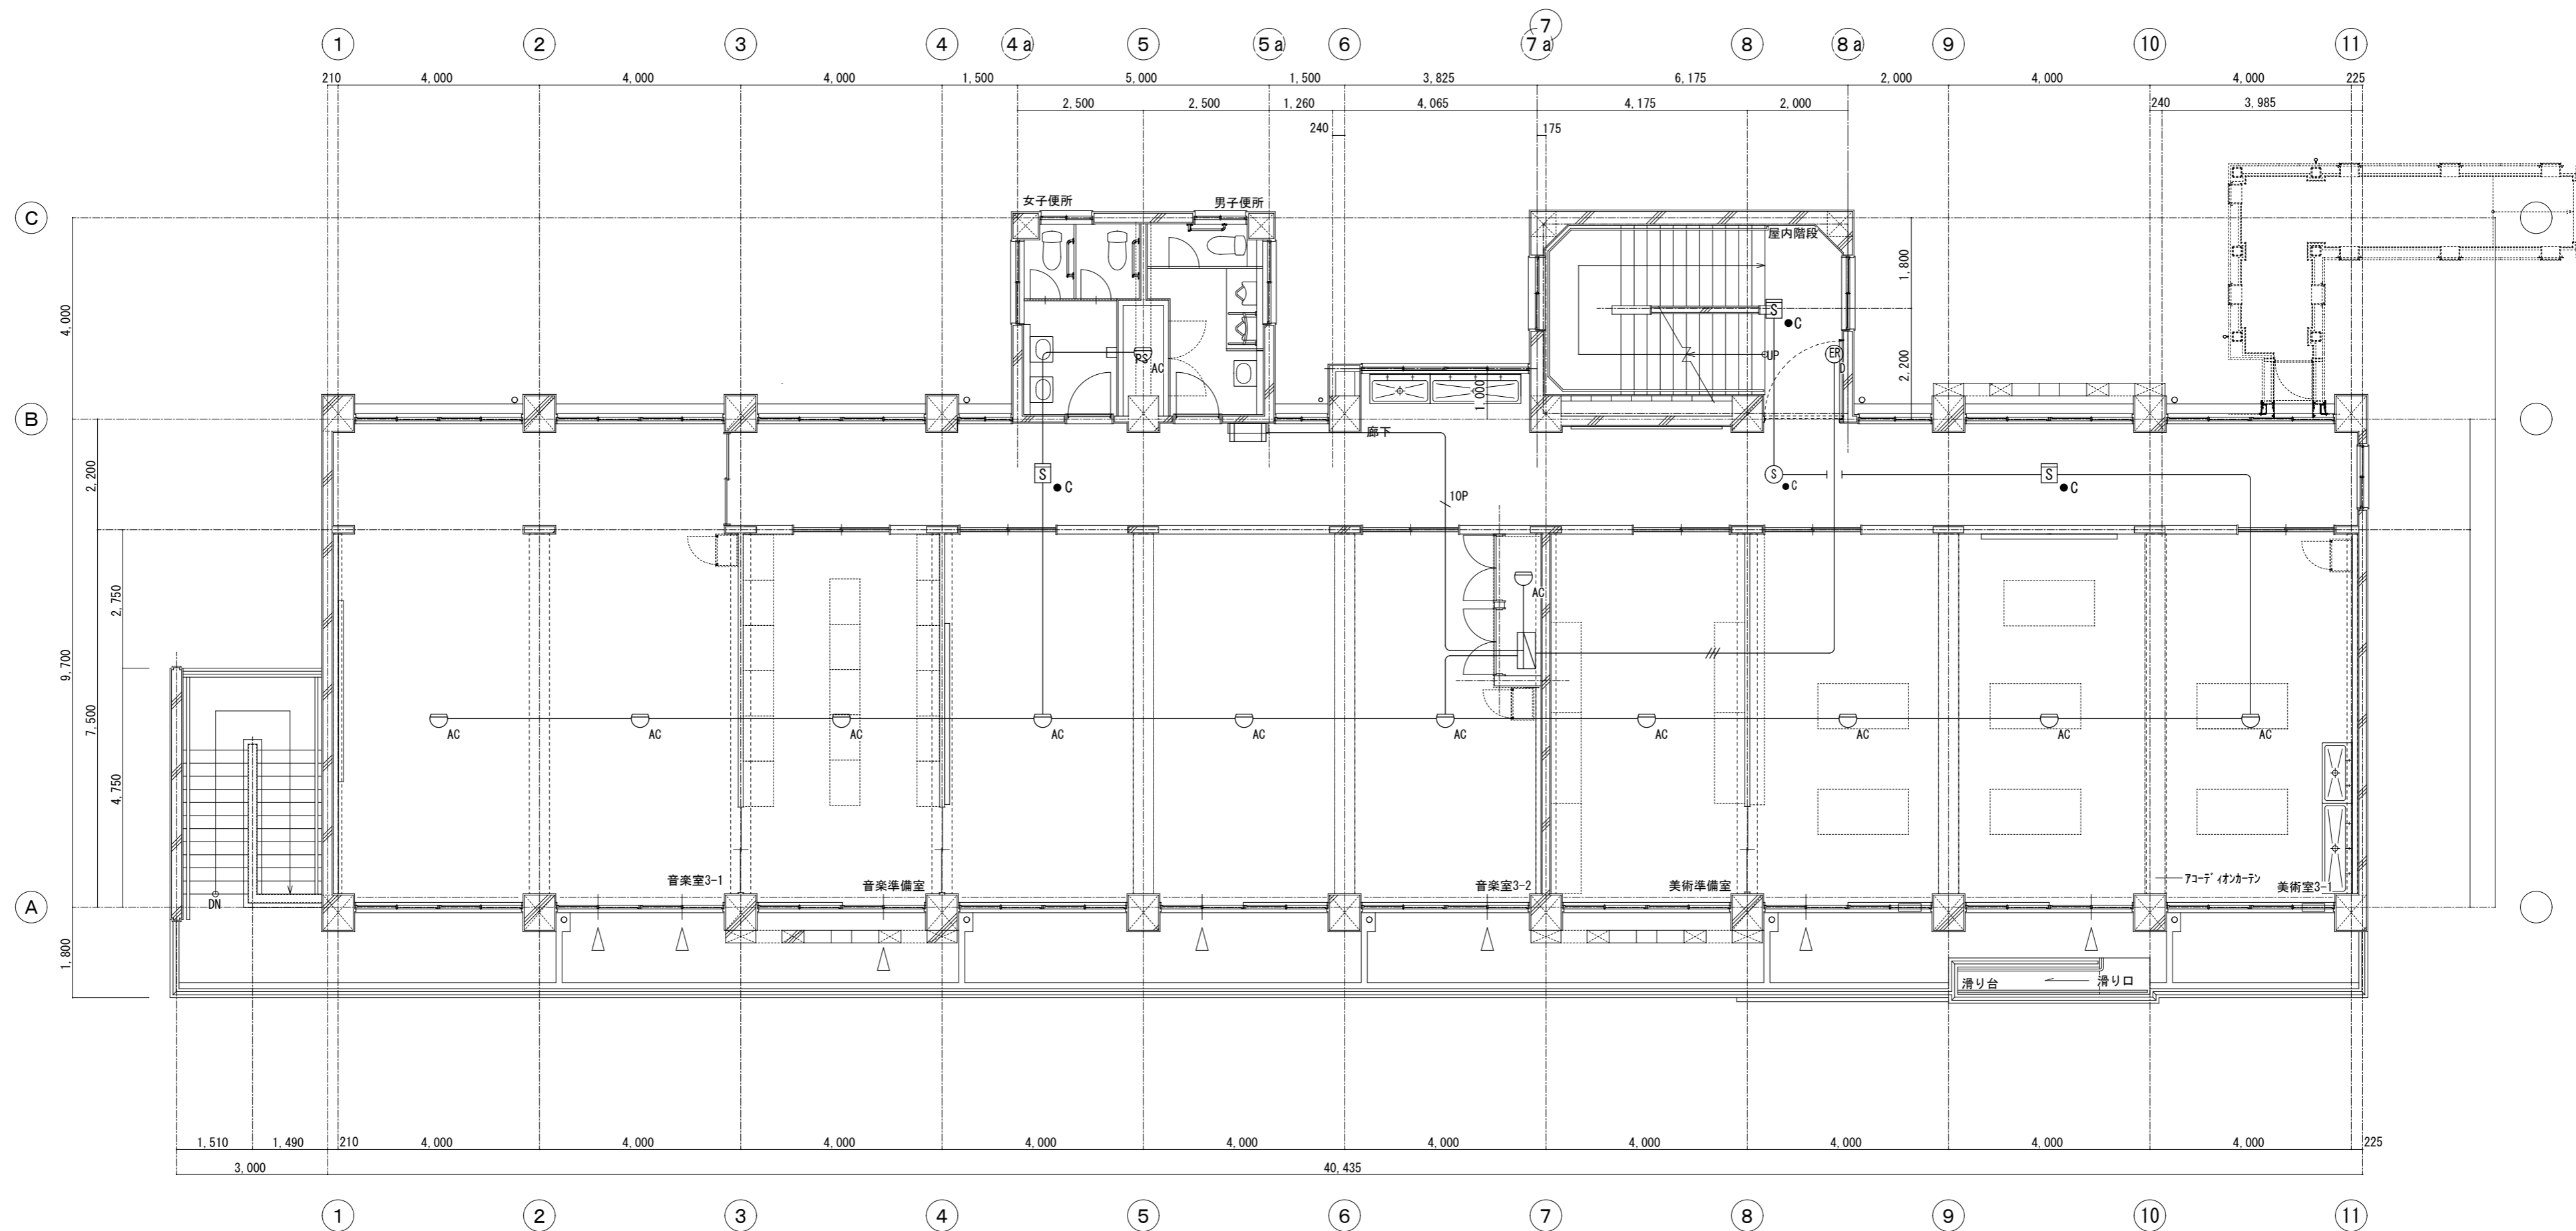 7
1 2 3 4 4a 5 5a 6 7a 8 8a 9 10 11
210 4,000 4,000 4,000 1,500 5,000 1,500 3,825 6,175 2,000 4,000 4,000 225
2,500 2,500 1,260 4,065 4,175 2,000 240 3,985
240 175
女子便所 男子便所
C 屋内階段
1,800
4,000
S
●C
PS AC UP ER
D
2,200
1,000
B
廊下
2,200
S
●C
S
●C
S
●C
10P
2,750
AC
9,700
7,500
4,750
AC AC AC AC AC AC AC AC AC AC
音楽室3-1 音楽準備室 音楽室3-2 美術準備室 アコーディオンカーテン 美術室3-1
DN
A
1,800
滑り台 滑り口
1,510 1,490 210 4,000 4,000 4,000 4,000 4,000 4,000 4,000 4,000 4,000 4,000 225
3,000 40,435
1 2 3 4 5 6 7 8 9 10 11